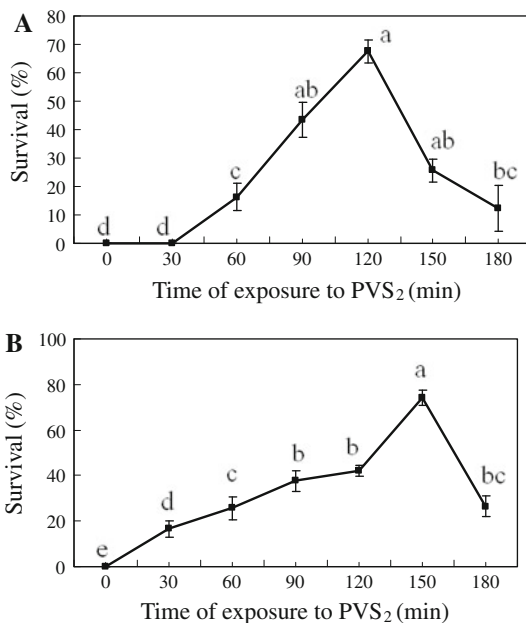 A
Survival (%)
80
70
60
50
40
30
20
10
0
d
d
c
ab
a
ab
bc
0 30 60 90 120 150 180
Time of exposure to PVS₂ (min)
B
Survival (%)
100
80
60
40
20
0
e
d
c
b
b
a
bc
0 30 60 90 120 150 180
Time of exposure to PVS₂ (min)